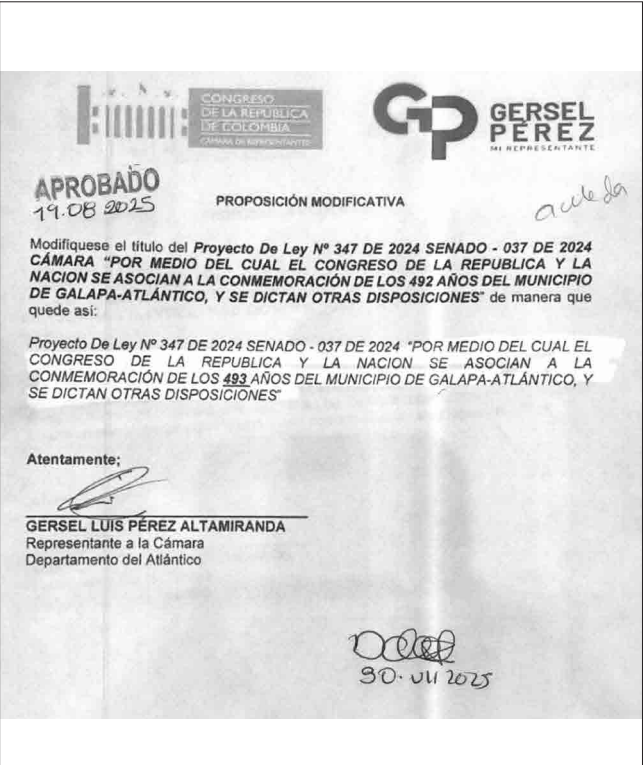 CONGRESO
DE LA REPÚBLICA
DE COLOMBIA
CÁMARA DE REPRESENTANTES
GP
GERSEL
PÉREZ
MI REPRESENTANTE
APROBADO
19.08 2025
PROPOSICIÓN MODIFICATIVA
Modifíquese el título del Proyecto De Ley Nº 347 DE 2024 SENADO - 037 DE 2024
CÁMARA "POR MEDIO DEL CUAL EL CONGRESO DE LA REPUBLICA Y LA
NACION SE ASOCIAN A LA CONMEMORACIÓN DE LOS 492 AÑOS DEL MUNICIPIO
DE GALAPA-ATLÁNTICO, Y SE DICTAN OTRAS DISPOSICIONES" de manera que
quede así:
Proyecto De Ley Nº 347 DE 2024 SENADO - 037 DE 2024 "POR MEDIO DEL CUAL EL
CONGRESO DE LA REPUBLICA Y LA NACION SE ASOCIAN A LA
CONMEMORACIÓN DE LOS 493 AÑOS DEL MUNICIPIO DE GALAPA-ATLÁNTICO, Y
SE DICTAN OTRAS DISPOSICIONES"
Atentamente;
GERSEL LUIS PÉREZ ALTAMIRANDA
Representante a la Cámara
Departamento del Atlántico
30.VII 2025